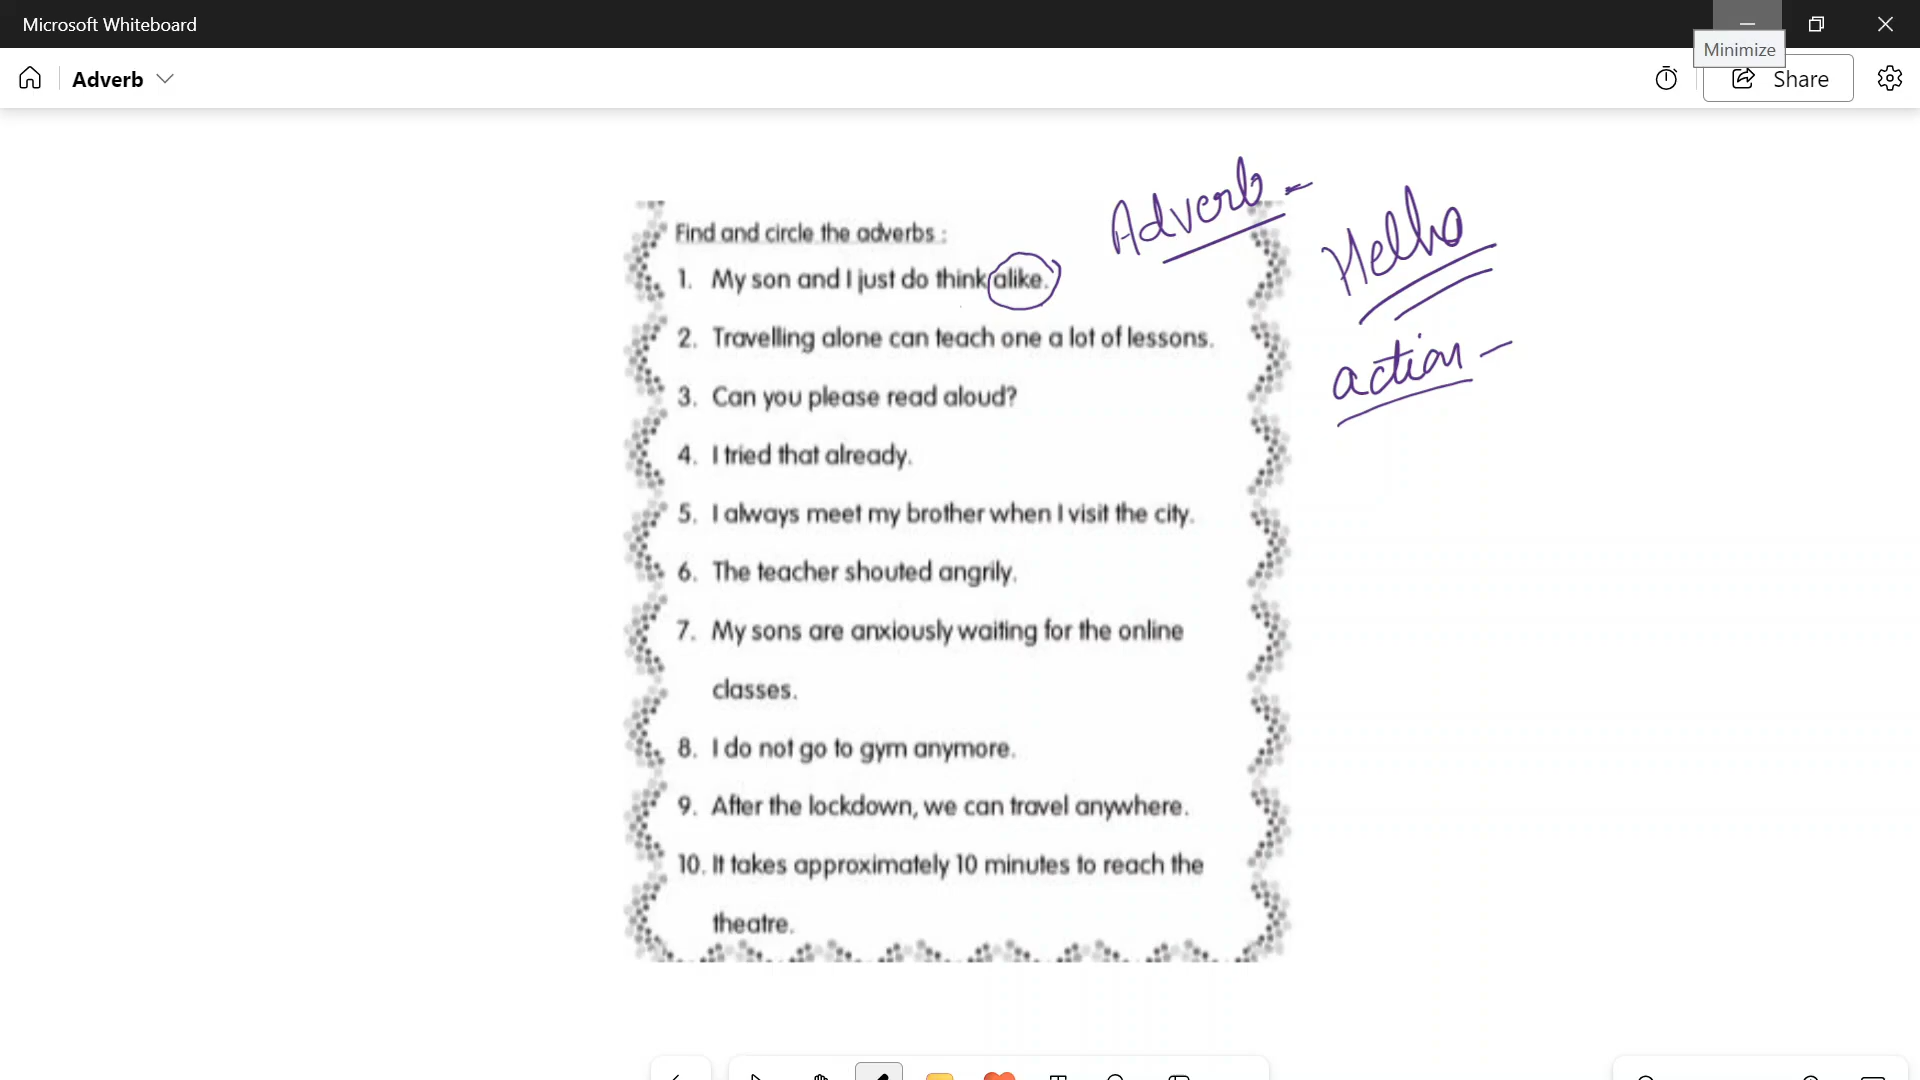 Microsoft Whiteboard
Minimize
Adverb
Share
Adverb -
Hello
action -
Find and circle the adverbs :
1. My son and I just do think alike.
2. Travelling alone can teach one a lot of lessons.
3. Can you please read aloud?
4. I tried that already.
5. I always meet my brother when I visit the city.
6. The teacher shouted angrily.
7. My sons are anxiously waiting for the online
classes.
8. I do not go to gym anymore.
9. After the lockdown, we can travel anywhere.
10. It takes approximately 10 minutes to reach the
theatre.